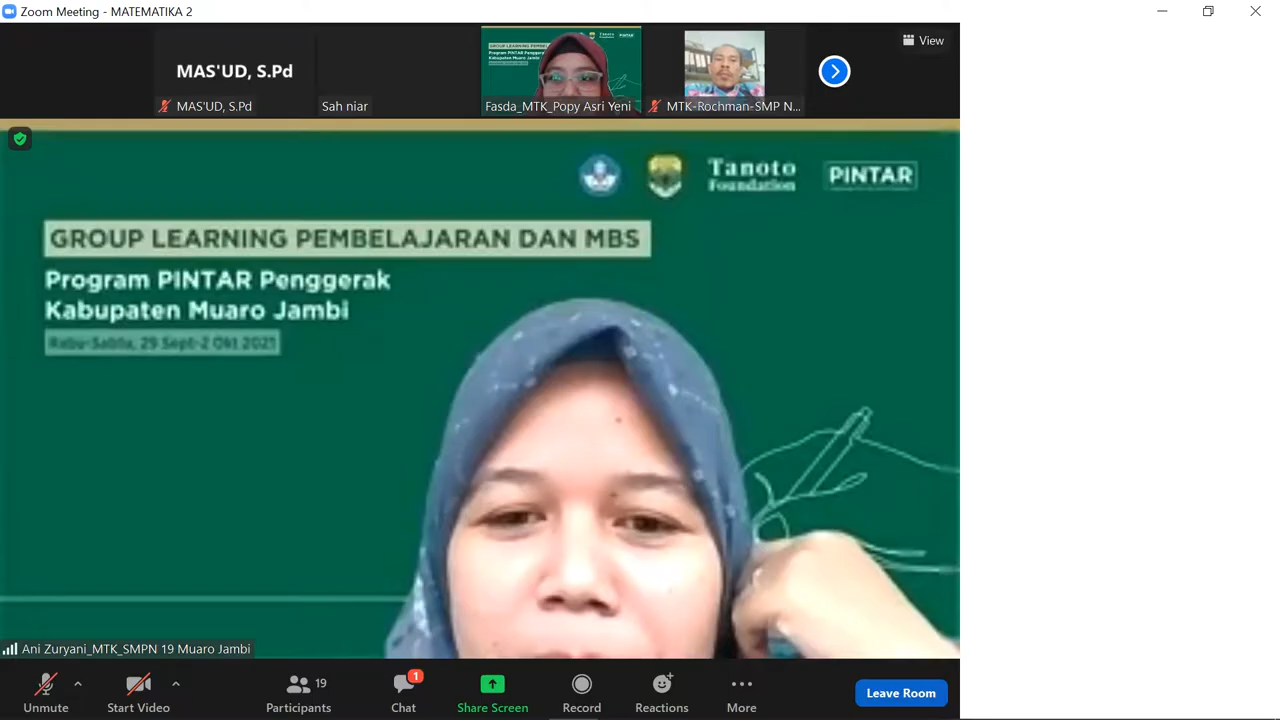 Zoom Meeting - MATEMATIKA 2
MAS'UD, S.Pd
MAS'UD, S.Pd
Sah niar
Fasda_MTK_Popy Asri Yeni
MTK-Rochman-SMP N...
View
Tanoto
Foundation
PINTAR
GROUP LEARNING PEMBELAJARAN DAN MBS
Program PINTAR Penggerak
Kabupaten Muaro Jambi
Rabu-Sabtu, 29 Sept-2 Okt 2021
Ani Zuryani_MTK_SMPN 19 Muaro Jambi
Unmute
Start Video
19
Participants
1
Chat
Share Screen
Record
Reactions
More
Leave Room